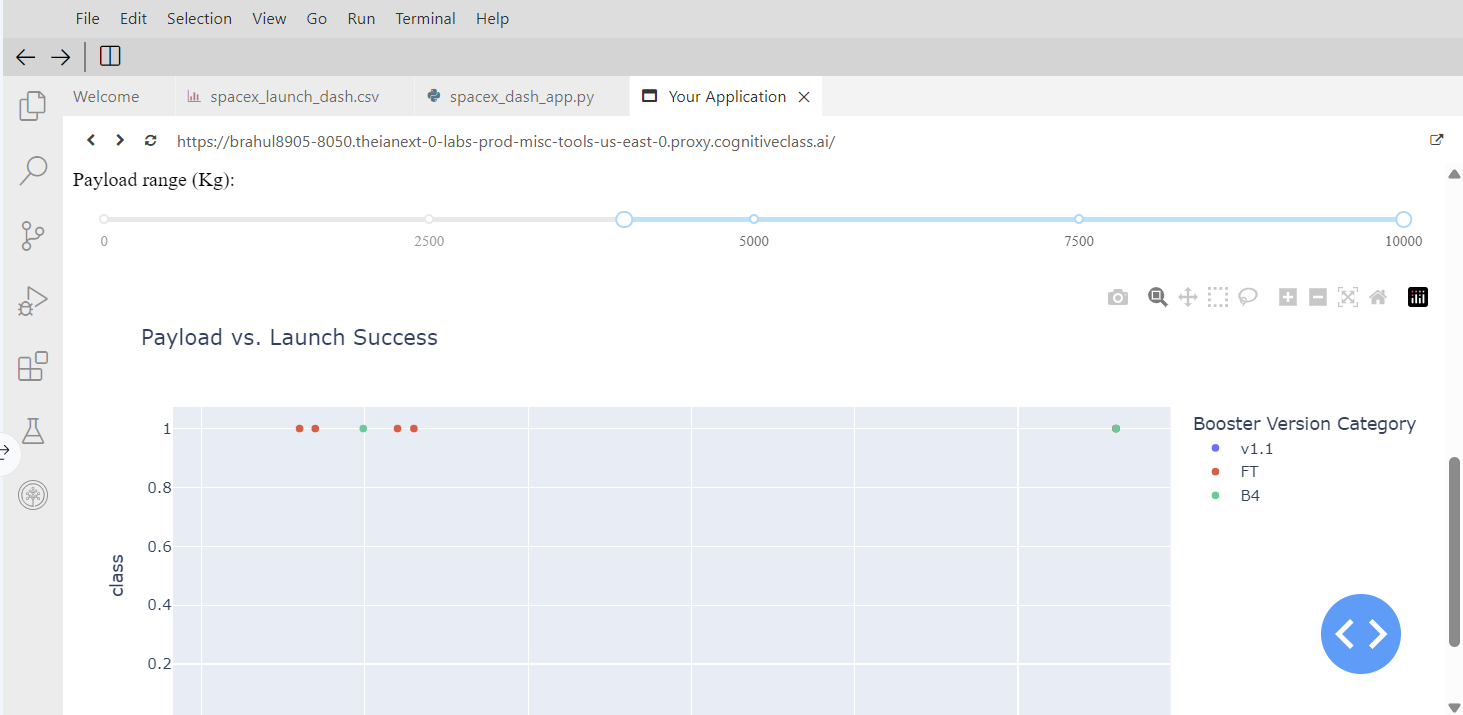 File Edit Selection View Go Run Terminal Help
Welcome spacex_launch_dash.csv spacex_dash_app.py Your Application
https://brahul8905-8050.theianext-0-labs-prod-misc-tools-us-east-0.proxy.cognitiveclass.ai/
Payload range (Kg):
0 2500 5000 7500 10000
Payload vs. Launch Success
Booster Version Category
v1.1
FT
B4
1
0.8
0.6
0.4
0.2
class